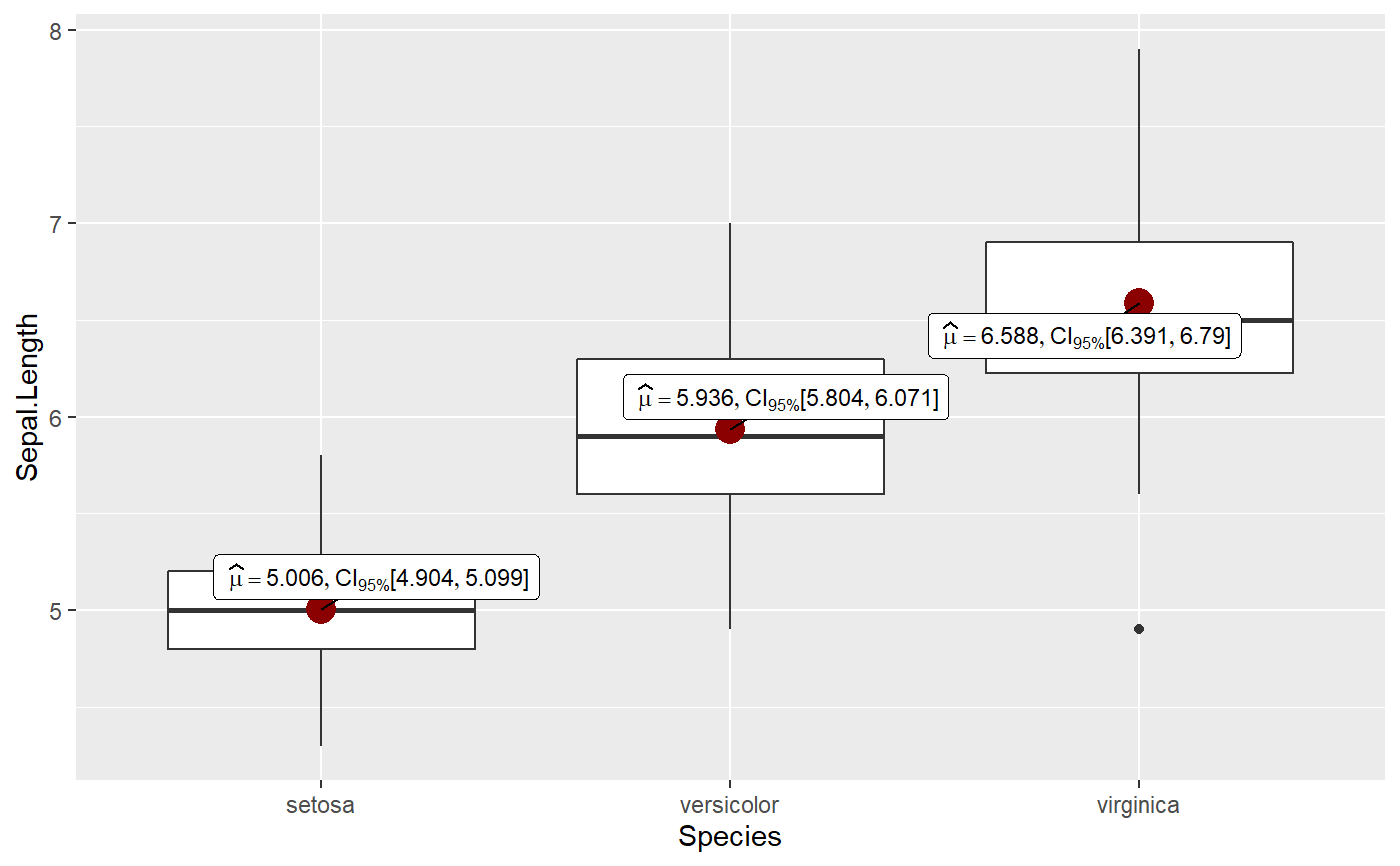 8
7
6
5
Sepal.Length
μ̂ = 6.588, CI95%[6.391, 6.79]
μ̂ = 5.936, CI95%[5.804, 6.071]
μ̂ = 5.006, CI95%[4.904, 5.099]
setosa versicolor virginica
Species